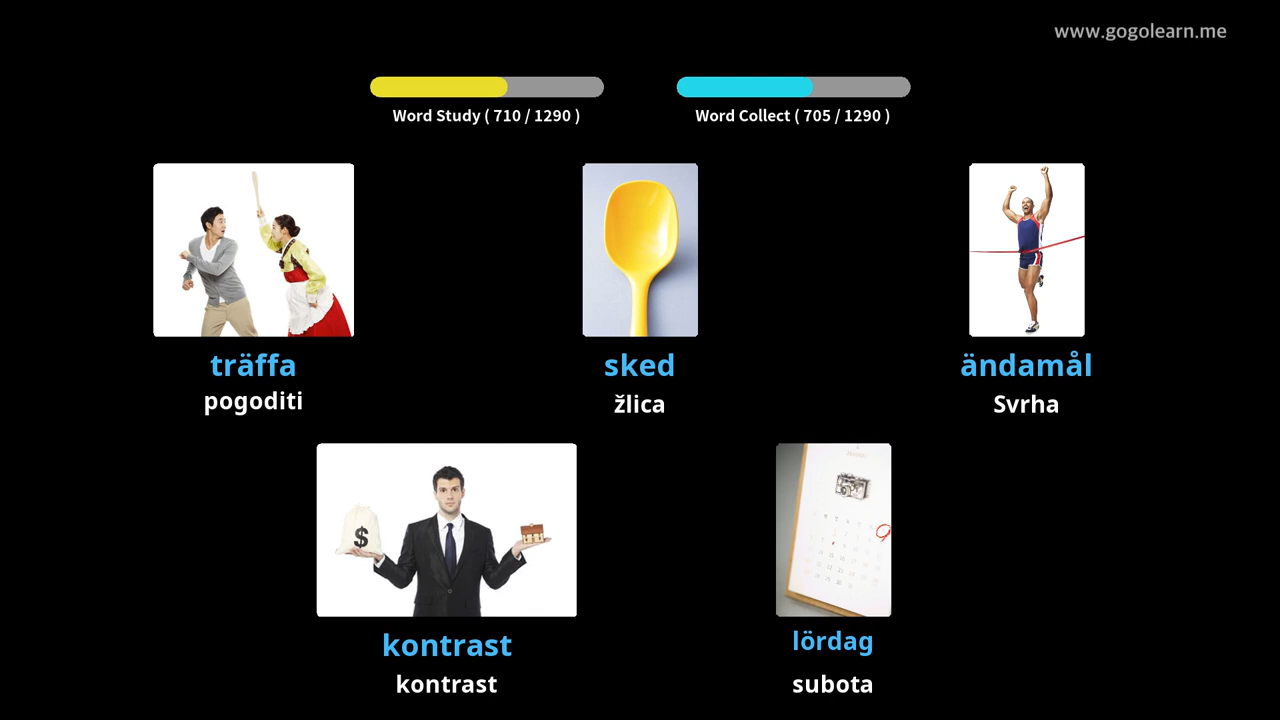 www.gogolearn.me
Word Study ( 710 / 1290 )
Word Collect ( 705 / 1290 )
träffa
pogoditi
sked
žlica
ändamål
Svrha
$
kontrast
kontrast
lördag
subota